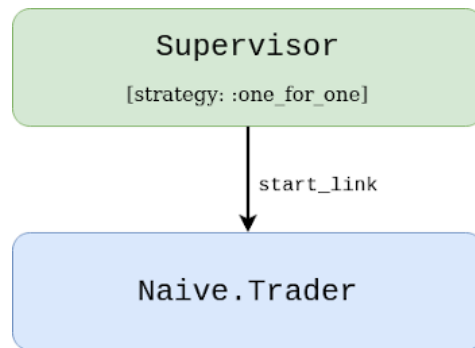 Supervisor
[strategy: :one_for_one]
start_link
Naive.Trader